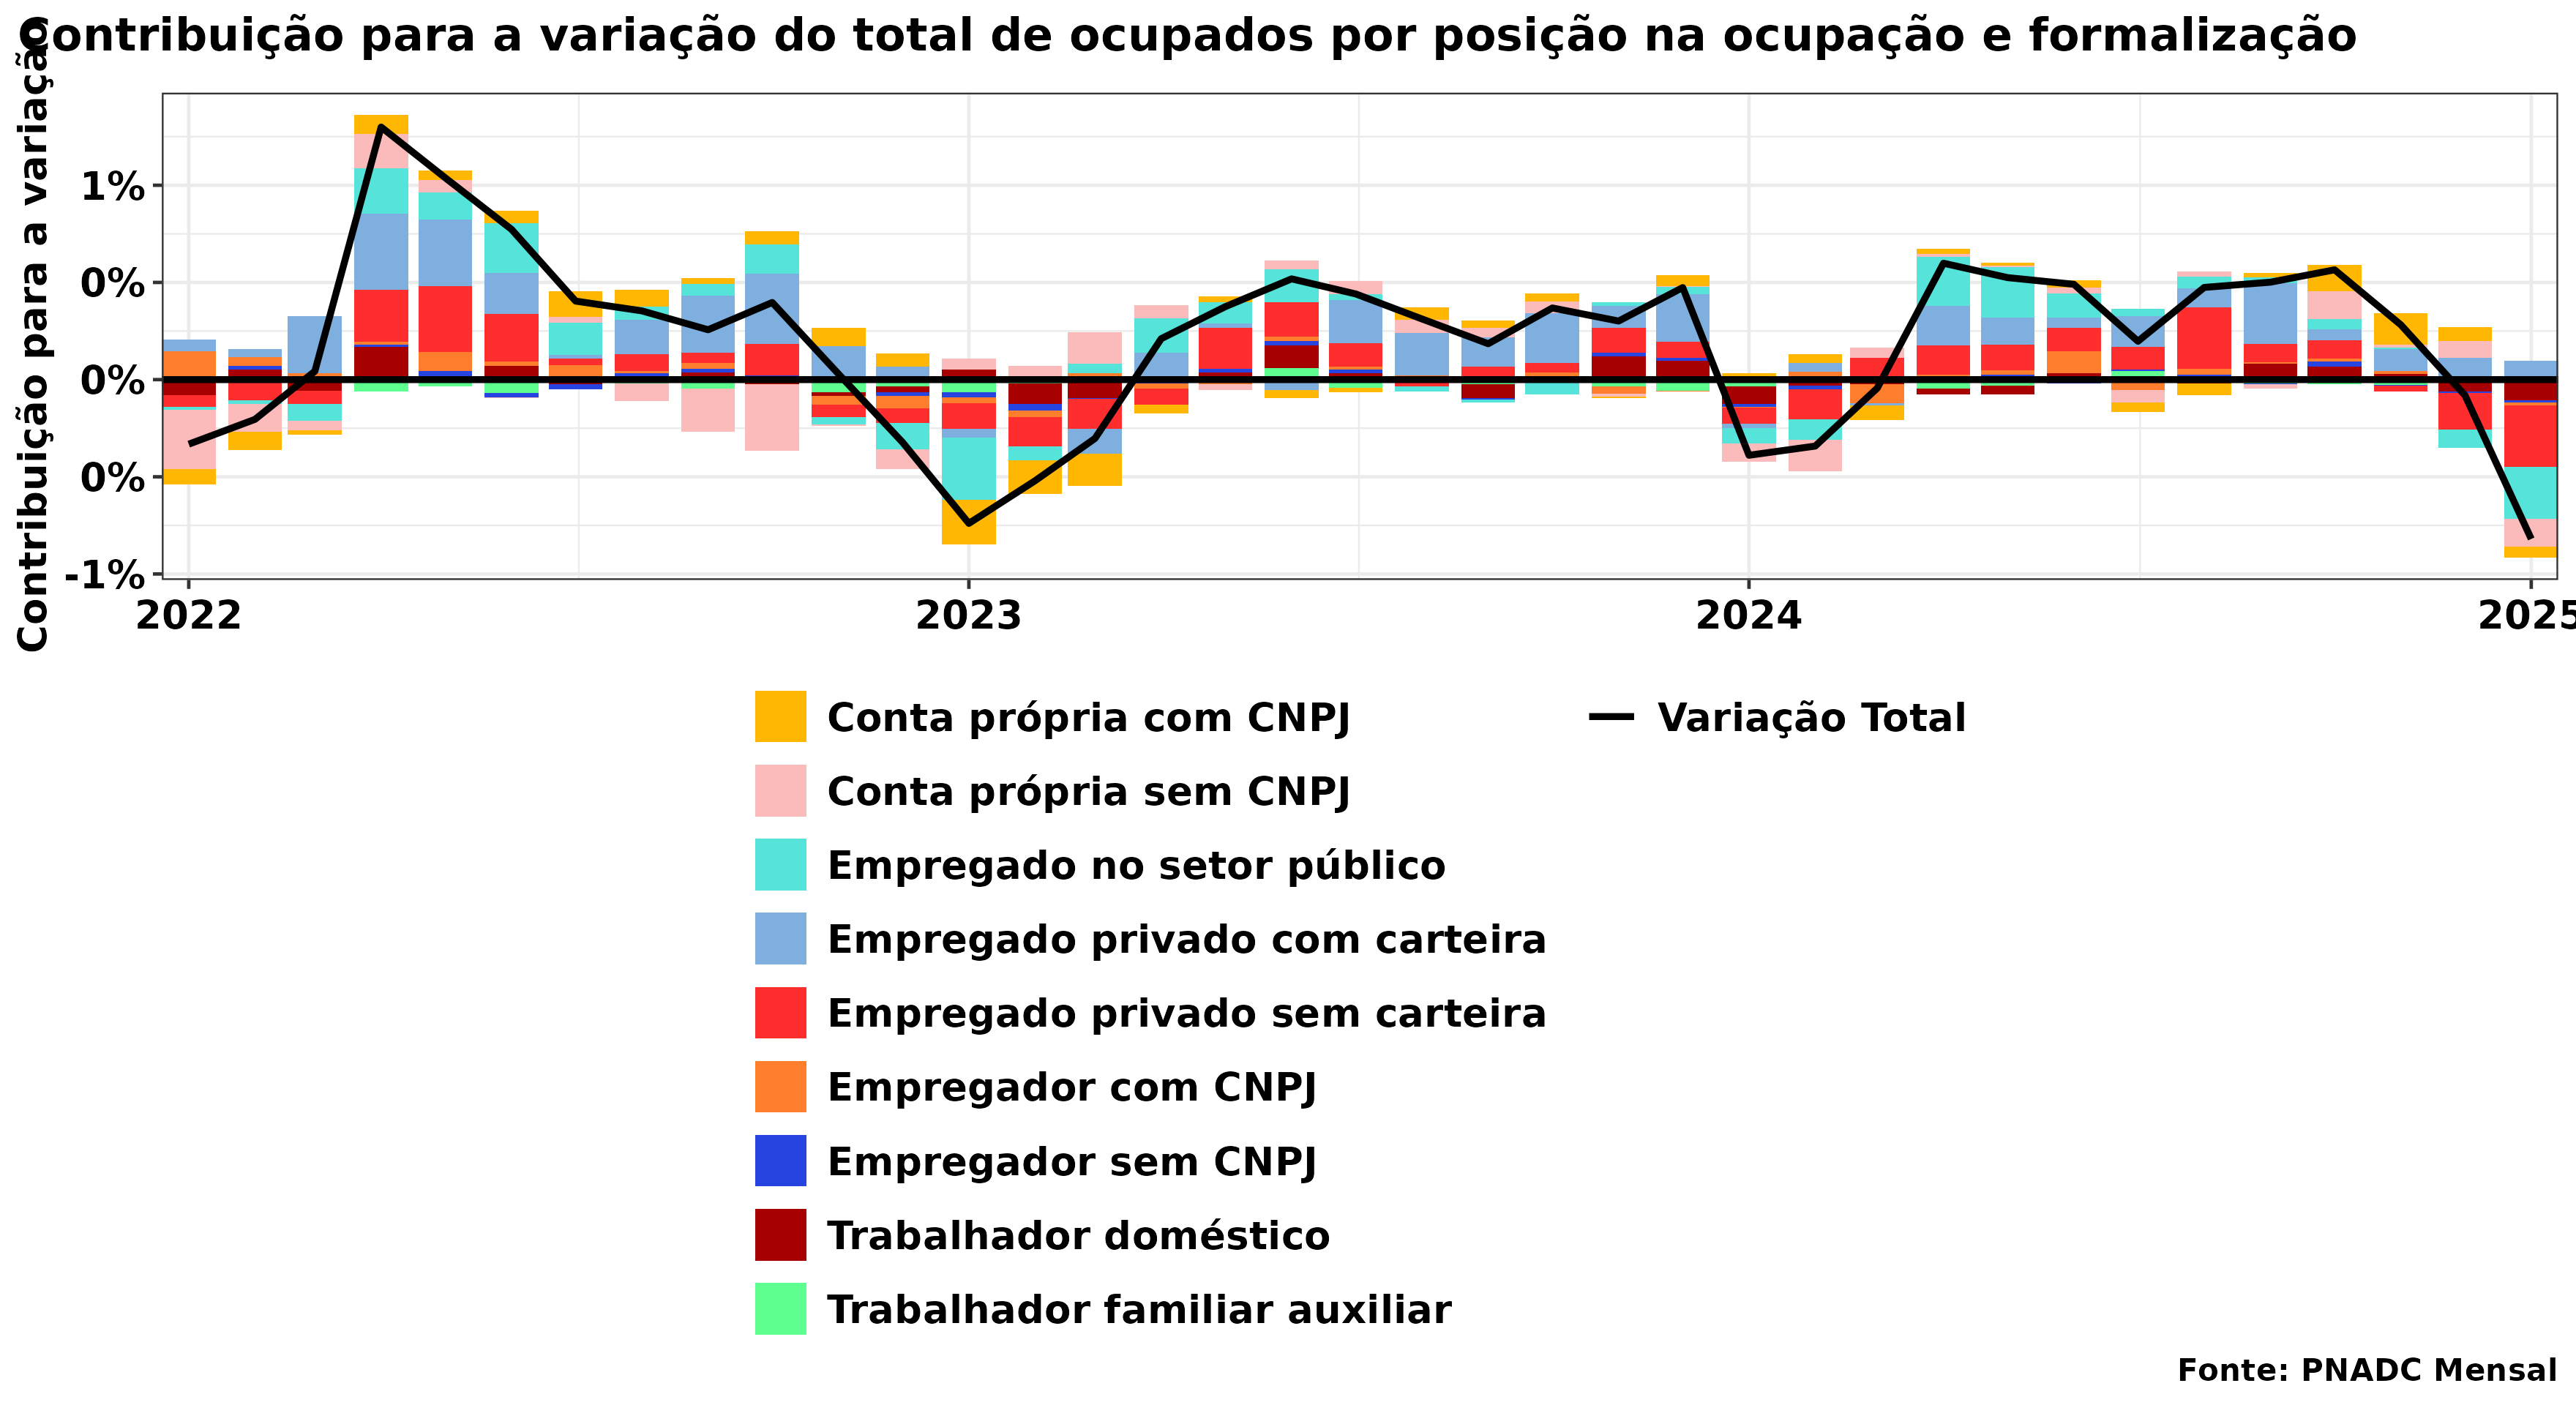 Contribuição para a variação do total de ocupados por posição na ocupação e formalização
Contribuição para a variação
1%
0%
0%
0%
-1%
2022
2023
2024
2025
Conta própria com CNPJ
Variação Total
Conta própria sem CNPJ
Empregado no setor público
Empregado privado com carteira
Empregado privado sem carteira
Empregador com CNPJ
Empregador sem CNPJ
Trabalhador doméstico
Trabalhador familiar auxiliar
Fonte: PNADC Mensal